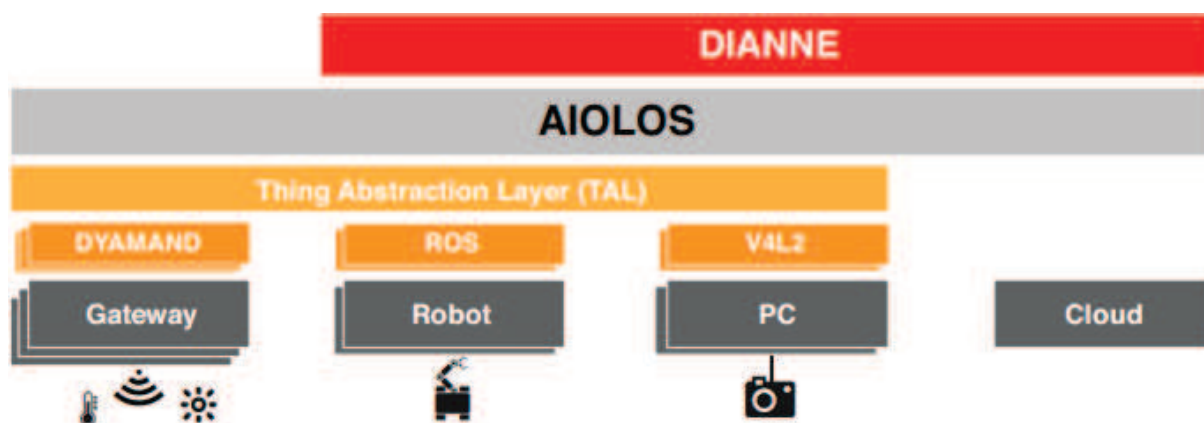 DIANNE
AIOLOS
Thing Abstraction Layer (TAL)
DYAMAND ROS V4L2
Gateway Robot PC Cloud